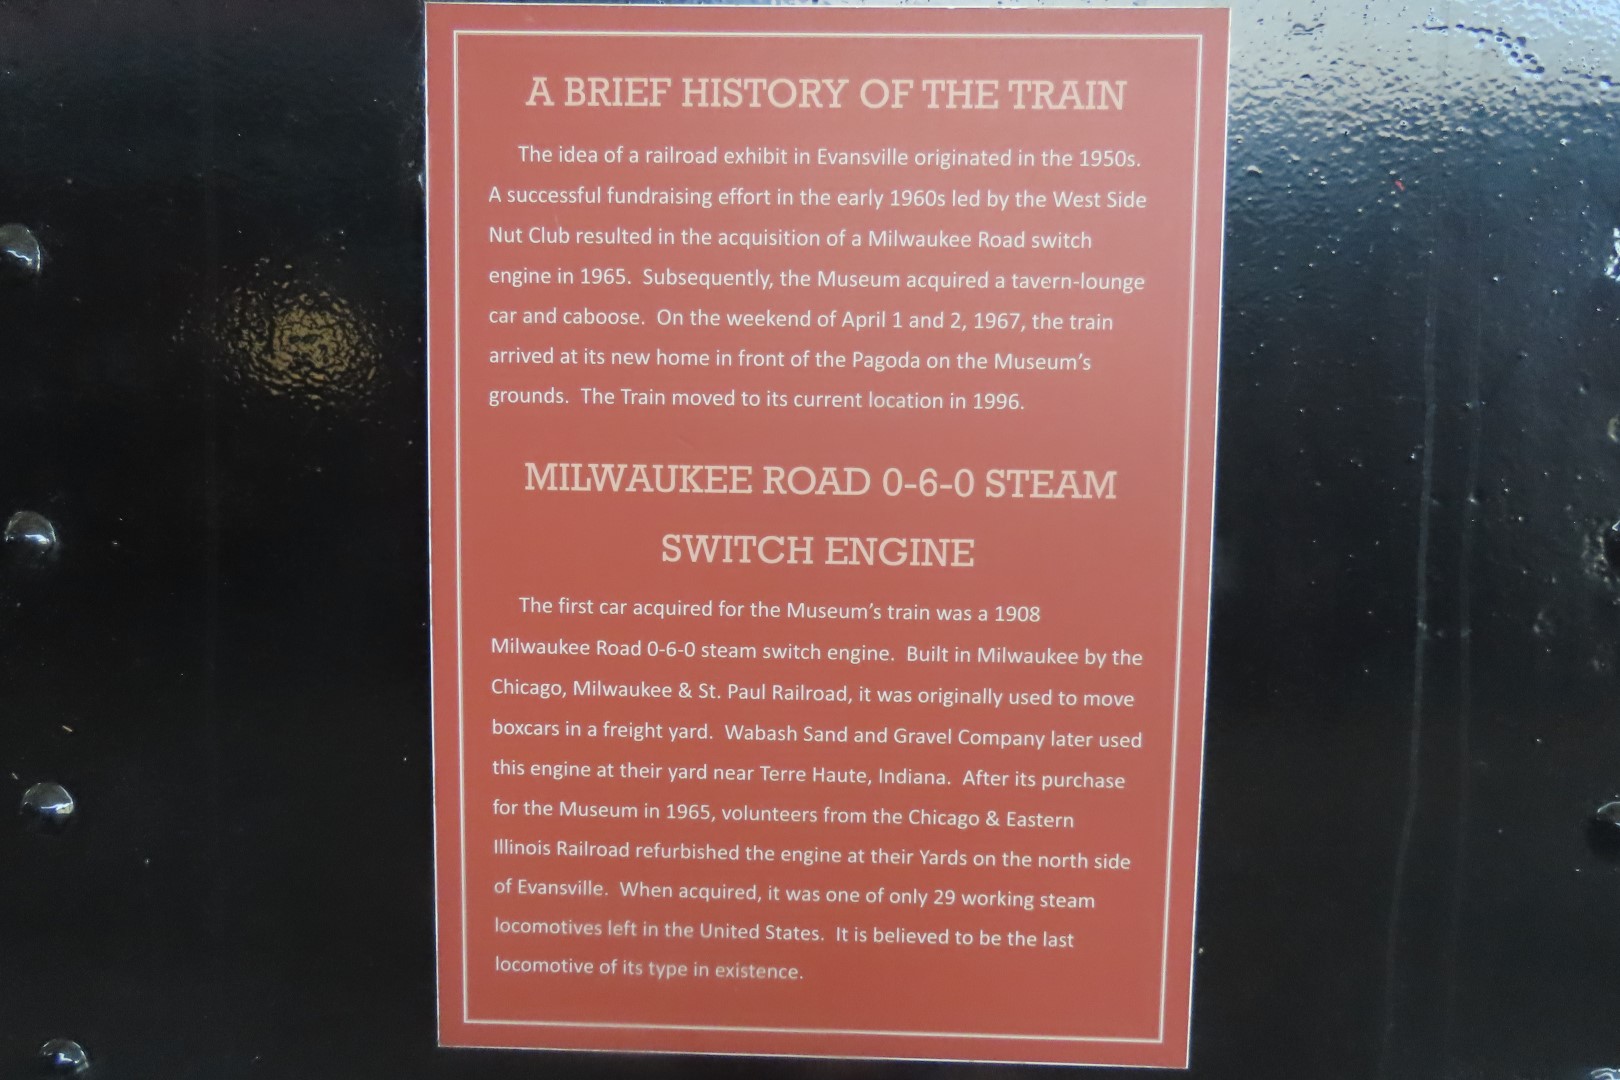 A BRIEF HISTORY OF THE TRAIN
The idea of a railroad exhibit in Evansville originated in the 1950s.
A successful fundraising effort in the early 1960s led by the West Side
Nut Club resulted in the acquisition of a Milwaukee Road switch
engine in 1965.  Subsequently, the Museum acquired a tavern-lounge
car and caboose.  On the weekend of April 1 and 2, 1967, the train
arrived at its new home in front of the Pagoda on the Museum’s
grounds.  The Train moved to its current location in 1996.
MILWAUKEE ROAD 0-6-0 STEAM
SWITCH ENGINE
The first car acquired for the Museum’s train was a 1908
Milwaukee Road 0-6-0 steam switch engine.  Built in Milwaukee by the
Chicago, Milwaukee & St. Paul Railroad, it was originally used to move
boxcars in a freight yard.  Wabash Sand and Gravel Company later used
this engine at their yard near Terre Haute, Indiana.  After its purchase
for the Museum in 1965, volunteers from the Chicago & Eastern
Illinois Railroad refurbished the engine at their Yards on the north side
of Evansville.  When acquired, it was one of only 29 working steam
locomotives left in the United States.  It is believed to be the last
locomotive of its type in existence.